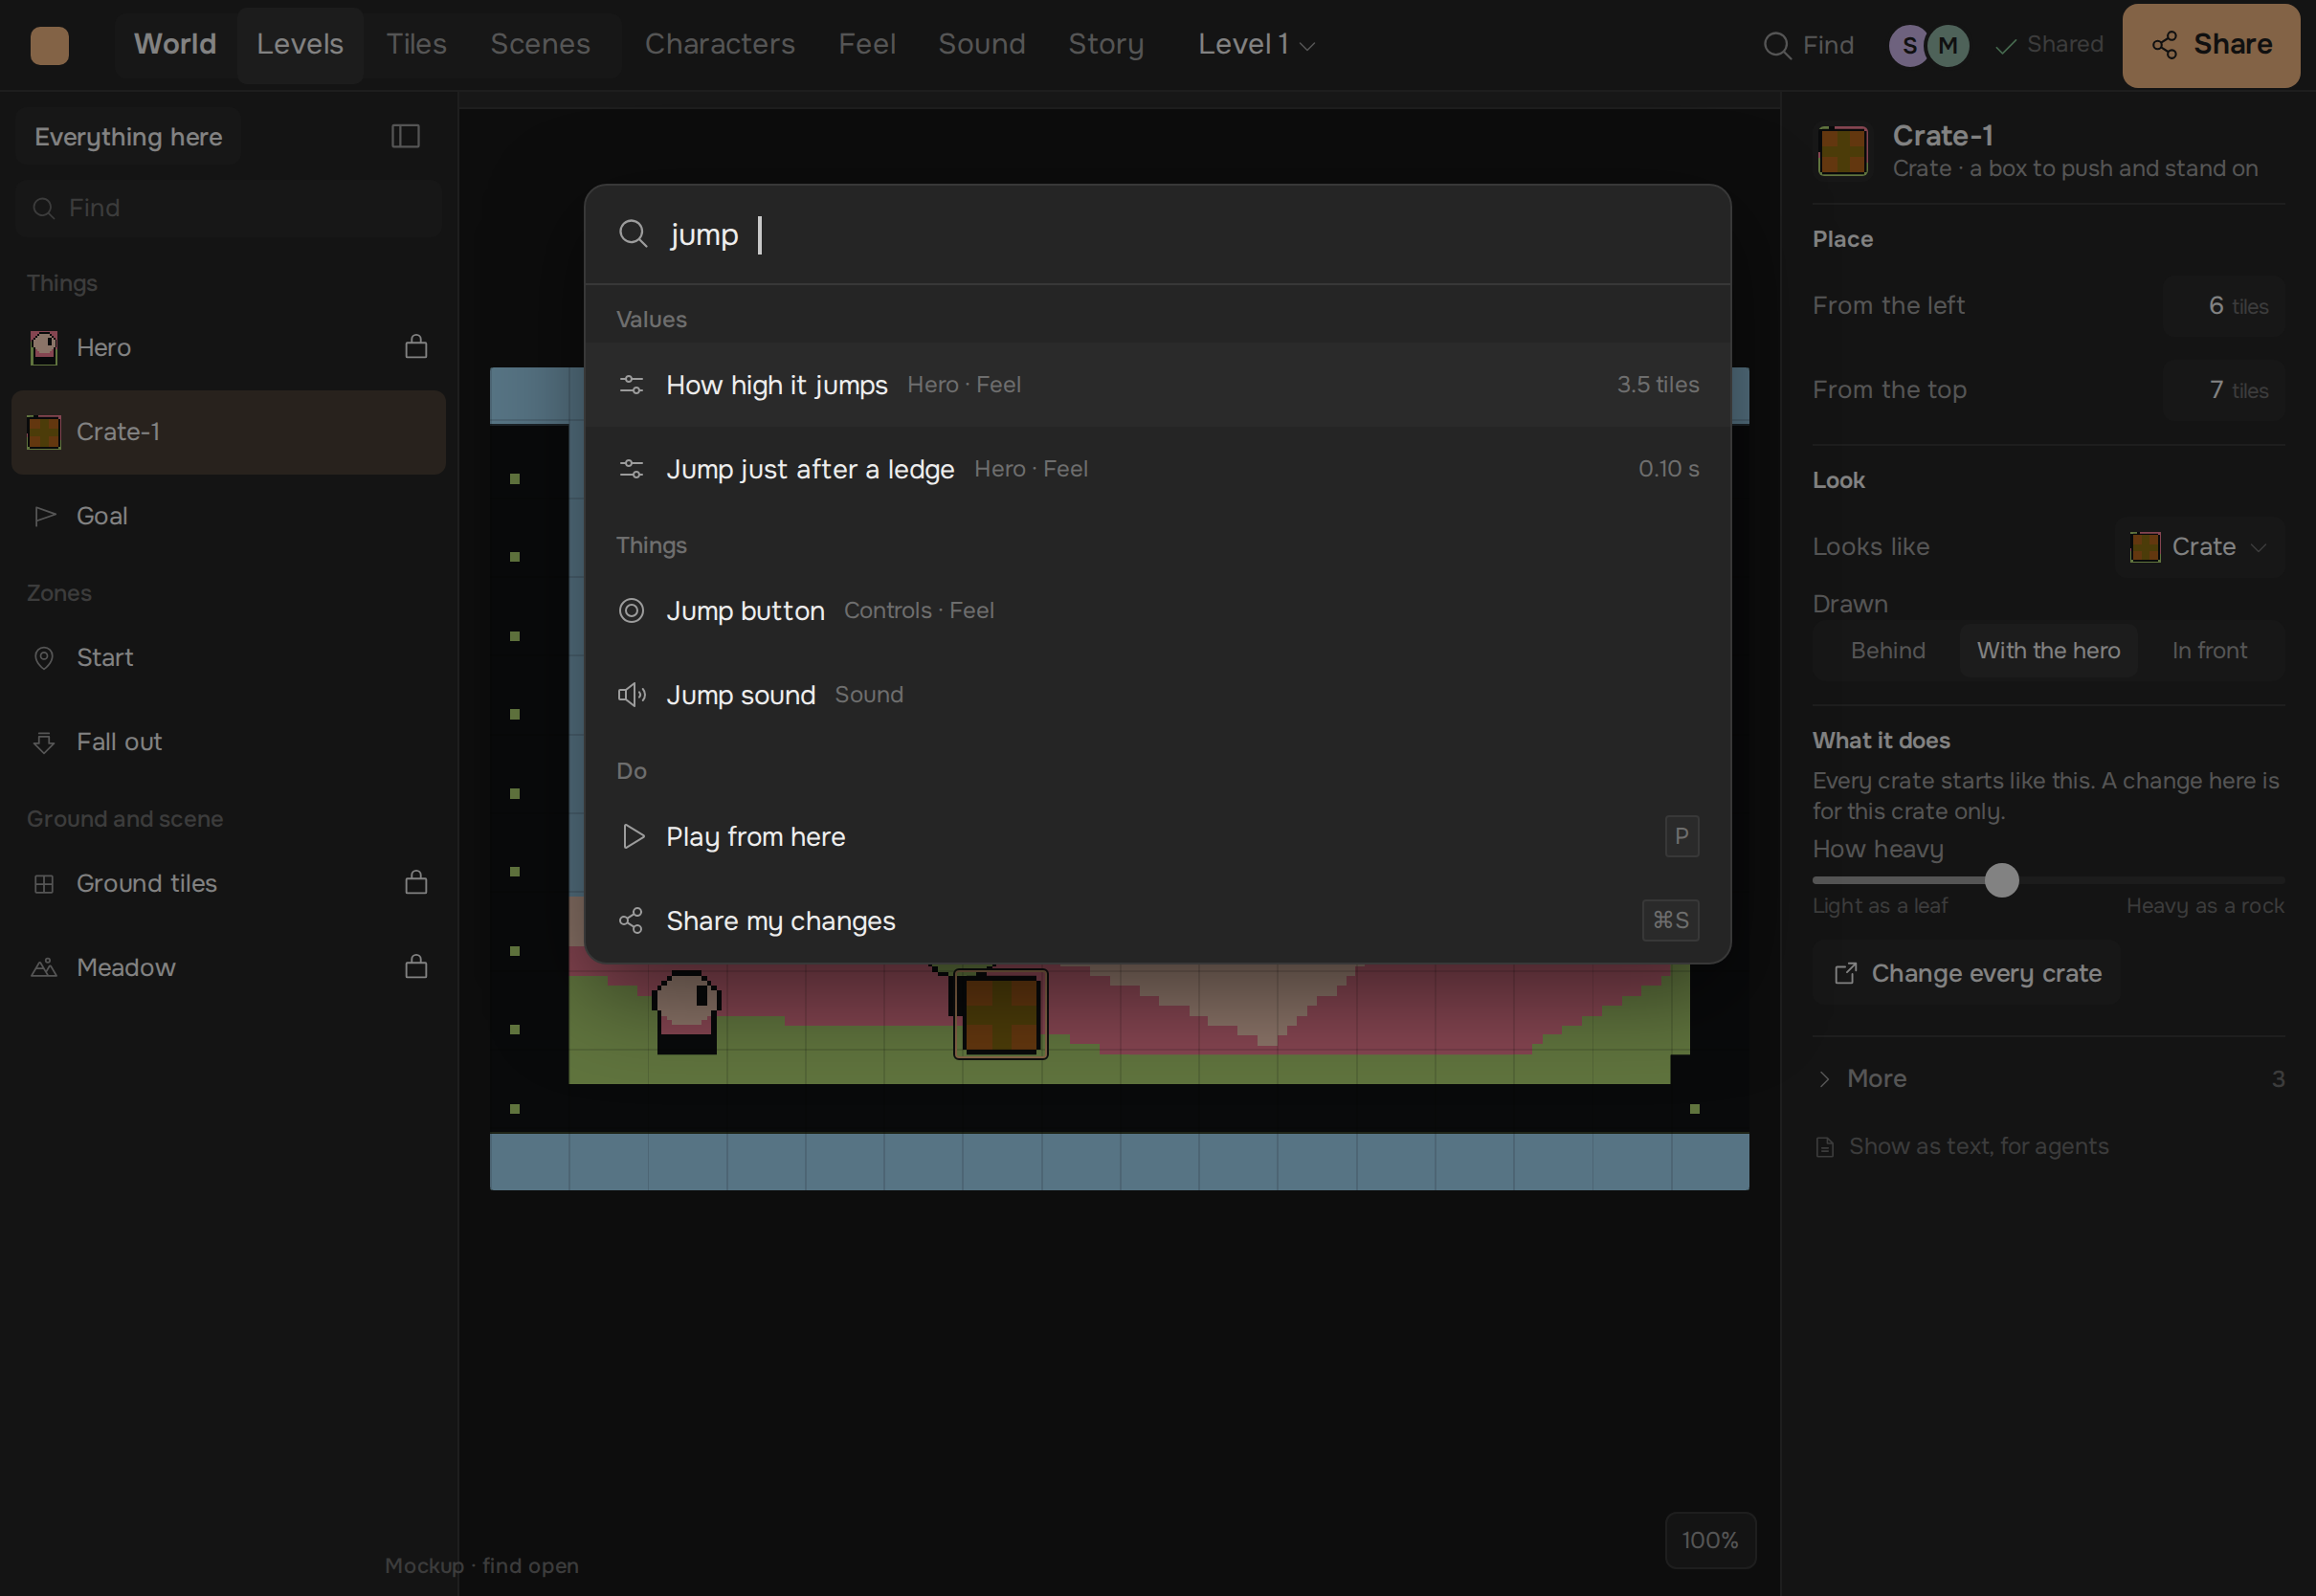 World Levels Tiles Scenes Characters Feel Sound Story Level 1 Find S M Shared Share
Everything here
Find
Things
Hero
Crate-1
Goal
Zones
Start
Fall out
Ground and scene
Ground tiles
Meadow
jump
Values
How high it jumps Hero · Feel 3.5 tiles
Jump just after a ledge Hero · Feel 0.10 s
Things
Jump button Controls · Feel
Jump sound Sound
Do
Play from here P
Share my changes ⌘S
Crate-1
Crate · a box to push and stand on
Place
From the left 6 tiles
From the top 7 tiles
Look
Looks like Crate
Drawn
Behind With the hero In front
What it does
Every crate starts like this. A change here is
for this crate only.
How heavy
Light as a leaf Heavy as a rock
Change every crate
More 3
Show as text, for agents
100%
Mockup · find open